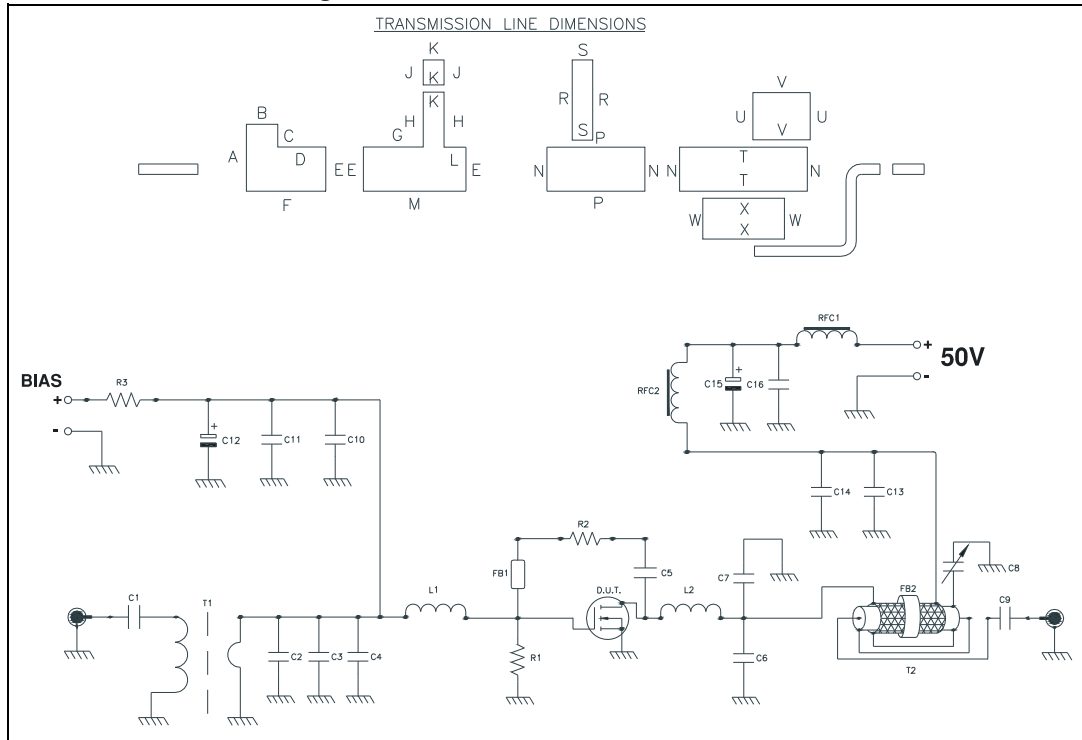 TRANSMISSION LINE DIMENSIONS
K
J K J
K
B
C
A D E
F
H H
G
E L E
M
S
R R
S
P
N N
P
V
U U
V
T
N N
T
X
W W
X
RFC1
+
50V
-
RFC2
+
C15
C16
BIAS
+
R3
-
+
C12
C11
C10
C14
C13
R2
FB1
C5
D.U.T.
L1
L2
C7
C8
FB2
C9
C1
T1
C2
C3
C4
R1
C6
T2